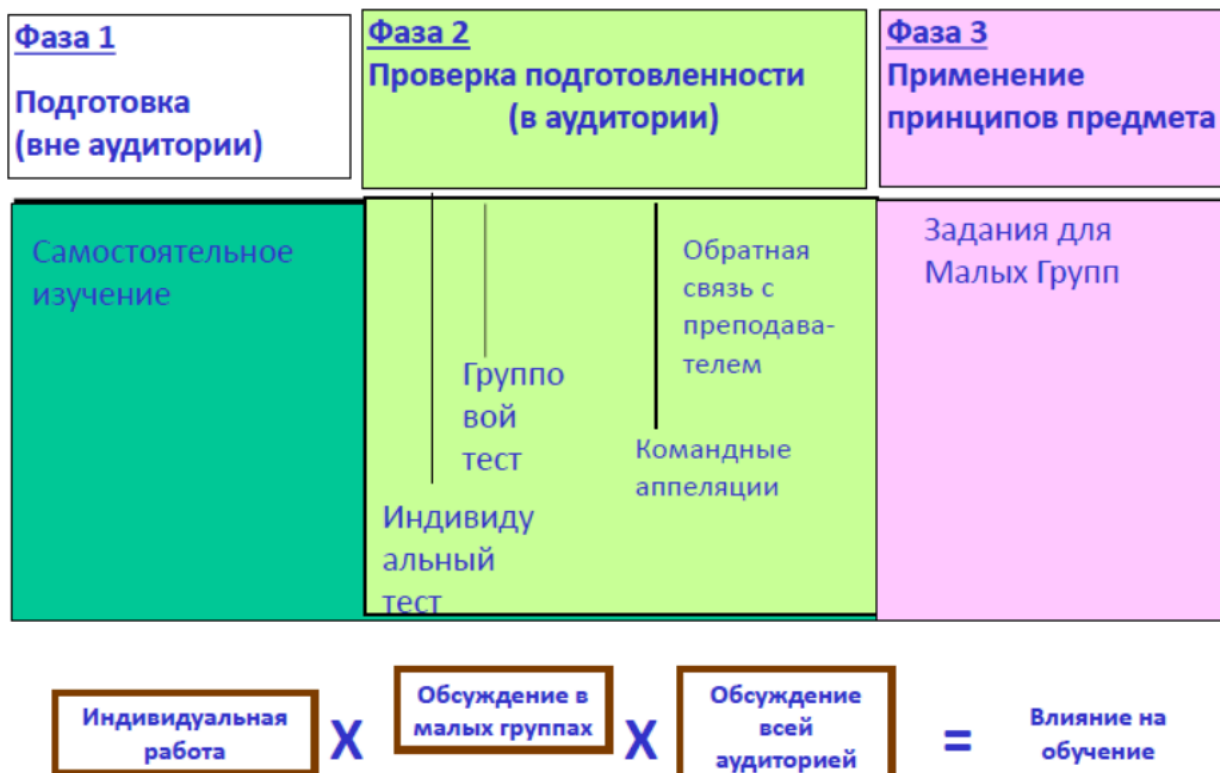 Фаза 1
Подготовка
(вне аудитории)
Фаза 2
Проверка подготовленности
(в аудитории)
Фаза 3
Применение
принципов предмета
Самостоятельное
изучение
Группо
вой
тест
Индивиду
альный
тест
Обратная
связь с
преподава-
телем
Командные
аппеляции
Задания для
Малых Групп
Индивидуальная
работа
X
Обсуждение в
малых группах
X
Обсуждение
всей
аудиторией
=
Влияние на
обучение